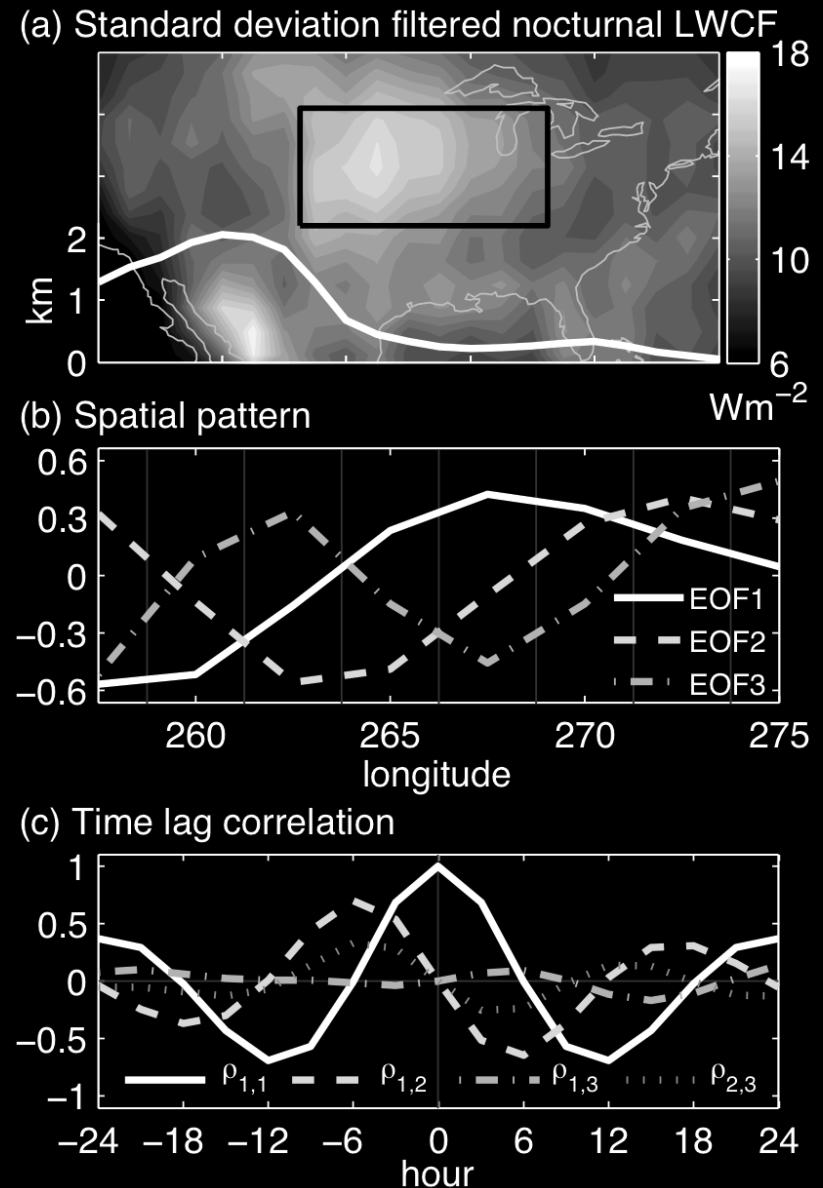 (a) Standard deviation filtered nocturnal LWCF
18
14
10
6
Wm⁻²
2
1
0
km
(b) Spatial pattern
0.6
0.3
0
−0.3
−0.6
EOF1
EOF2
EOF3
260 265 270 275
longitude
(c) Time lag correlation
1
0.5
0
−0.5
−1
ρ1,1 ρ1,2 ρ1,3 ρ2,3
−24 −18 −12 −6 0 6 12 18 24
hour